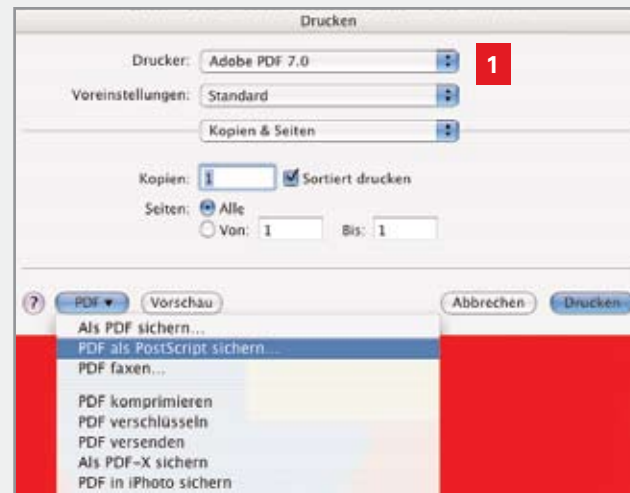 Drucken
Drucker: Adobe PDF 7.0
1
Voreinstellungen: Standard
Kopien & Seiten
Kopien: 1 Sortiert drucken
Seiten: Alle
Von: 1 Bis: 1
? PDF Vorschau Abbrechen Drucken
Als PDF sichern...
PDF als PostScript sichern...
PDF faxen...
PDF komprimieren
PDF verschlüsseln
PDF versenden
Als PDF-X sichern
PDF in iPhoto sichern